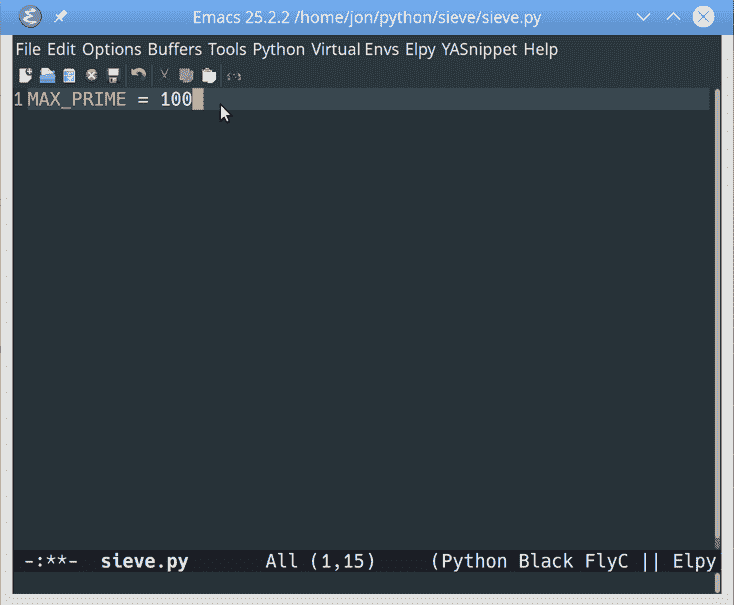 Emacs 25.2.2 /home/jon/python/sieve/sieve.py
File Edit Options Buffers Tools Python Virtual Envs Elpy YASnippet Help
1 MAX_PRIME = 100
-:**-  sieve.py       All (1,15)     (Python Black FlyC || Elpy